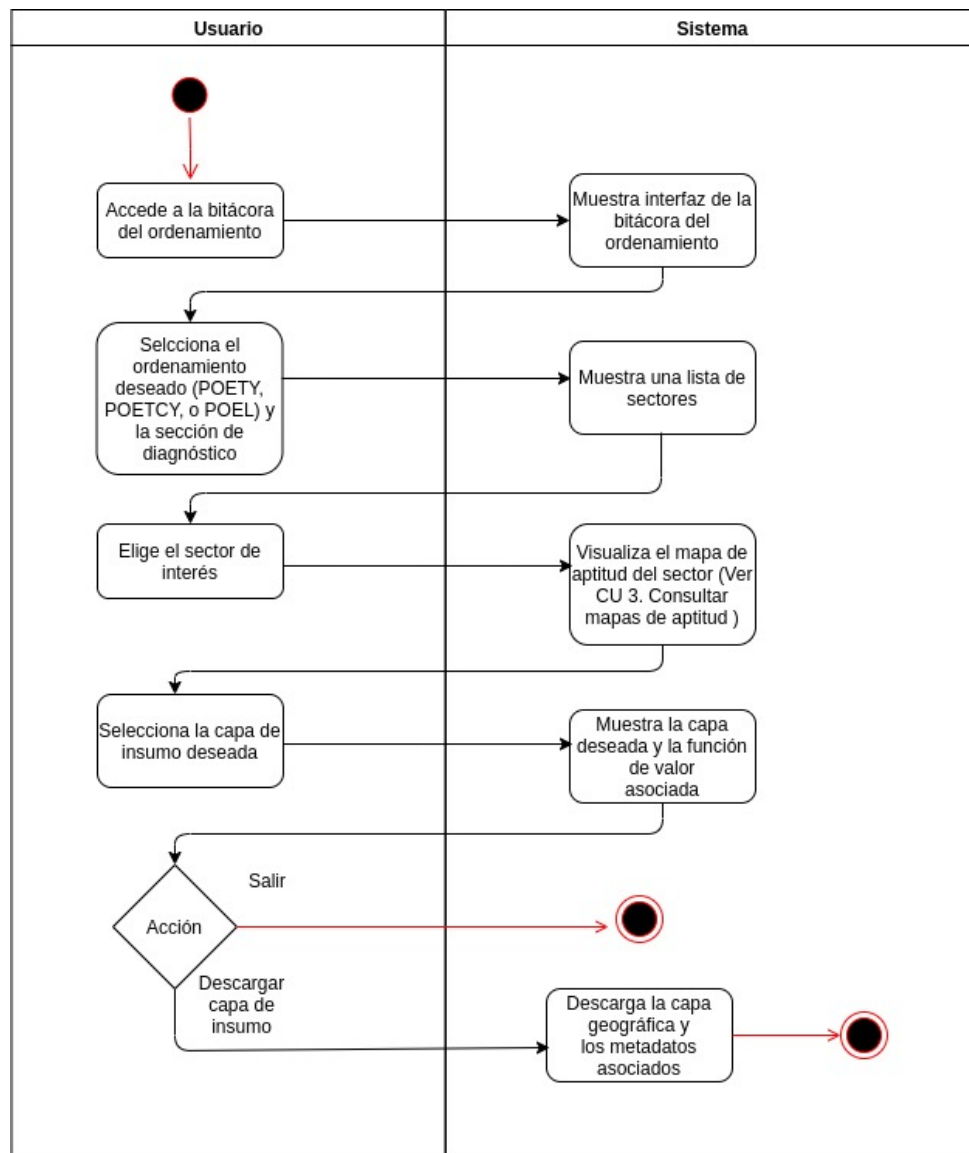 Usuario
Sistema
Accede a la bitácora
del ordenamiento
Muestra interfaz de la
bitácora del
ordenamiento
Selcciona el
ordenamiento
deseado (POETY,
POETCY, o POEL) y
la sección de
diagnóstico
Muestra una lista de
sectores
Elige el sector de
interés
Visualiza el mapa de
aptitud del sector (Ver
CU 3. Consultar
mapas de aptitud )
Selecciona la capa de
insumo deseada
Muestra la capa
deseada y la función
de valor
asociada
Acción
Salir
Descargar
capa de
insumo
Descarga la capa
geográfica y
los metadatos
asociados